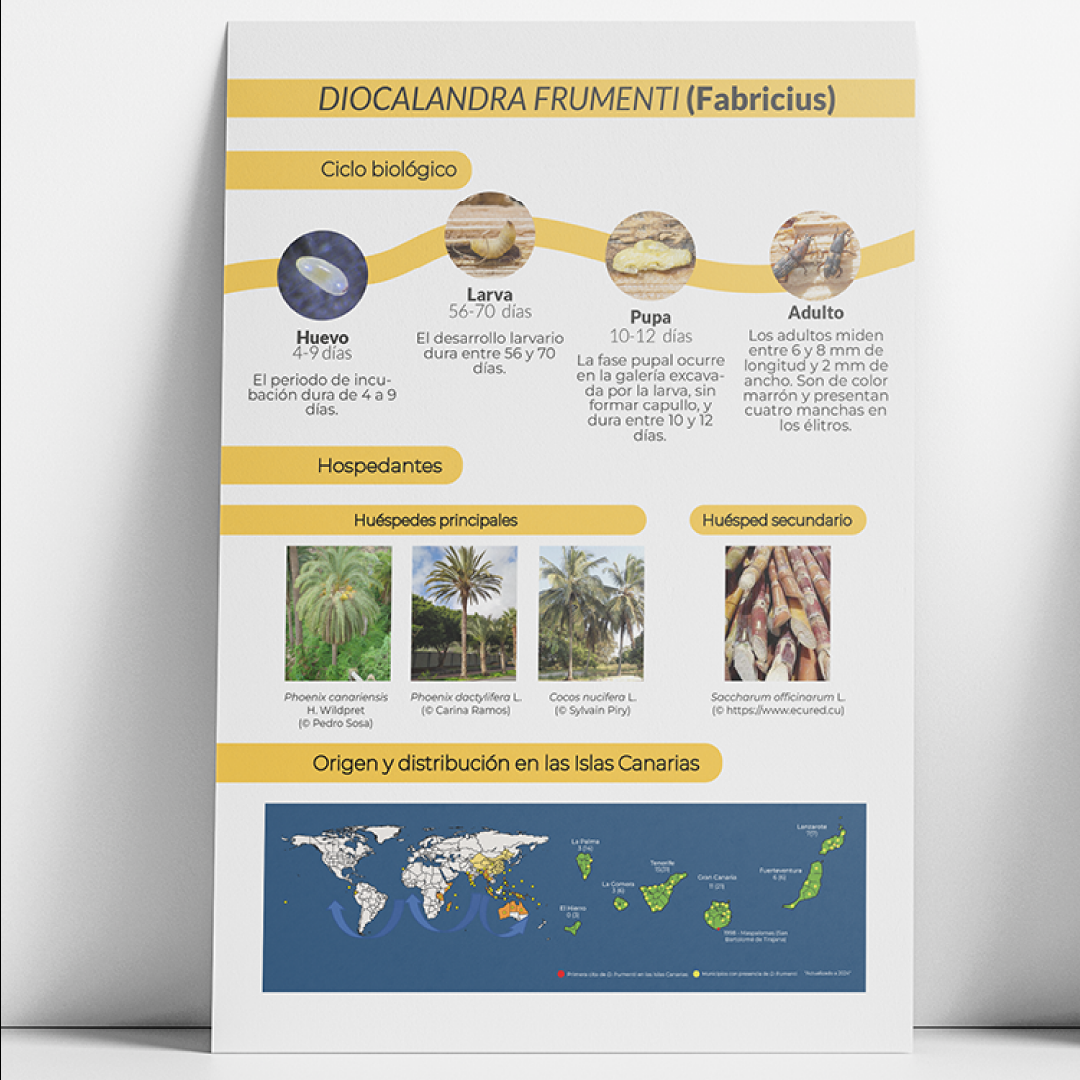 DIOCALANDRA FRUMENTI (Fabricius)
Ciclo biológico
Huevo
4-9 días
El periodo de incu-
bación dura de 4 a 9
días.
Larva
56-70 días
El desarrollo larvario
dura entre 56 y 70
días.
Pupa
10-12 días
La fase pupal ocurre
en la galería excava-
da por la larva, sin
formar capullo, y
dura entre 10 y 12
días.
Adulto
Los adultos miden
entre 6 y 8 mm de
longitud y 2 mm de
ancho. Son de color
marrón y presentan
cuatro manchas en
los élitros.
Hospedantes
Huéspedes principales
Huésped secundario
Phoenix canariensis
H. Wildpret
(© Pedro Sosa)
Phoenix dactylifera L.
(© Carina Ramos)
Cocos nucifera L.
(© Sylvain Piry)
Saccharum officinarum L.
(© https://www.ecured.cu)
Origen y distribución en las Islas Canarias
La Palma
3 (14)
La Gomera
3 (6)
El Hierro
0 (3)
Tenerife
Gran Canaria
11 (21)
Fuerteventura
6 (6)
Lanzarote
7(7)
1998 - Maspalomas (San
Bartolomé de Tirajana)
Primera cita de D. frumenti en las Islas Canarias
Municipios con presencia de D. frumenti
*Actualizado a 2024*